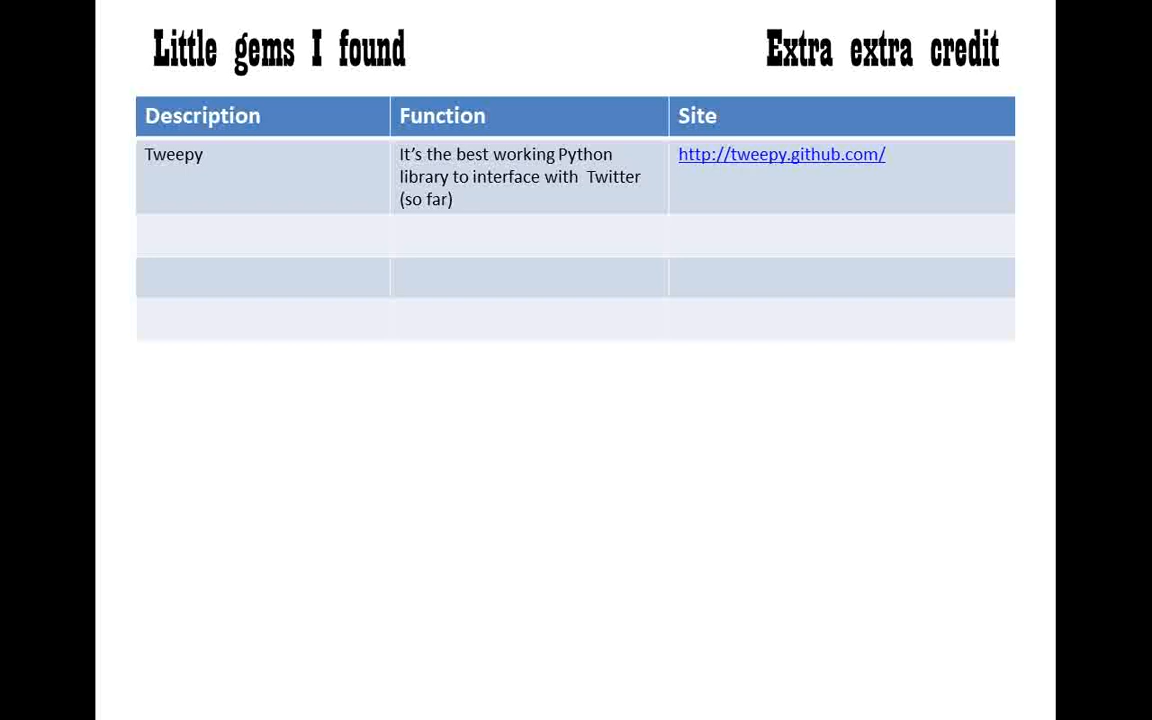 Little gems I found
Extra extra credit
Description
Function
Site
Tweepy
It's the best working Python
library to interface with Twitter
(so far)
http://tweepy.github.com/